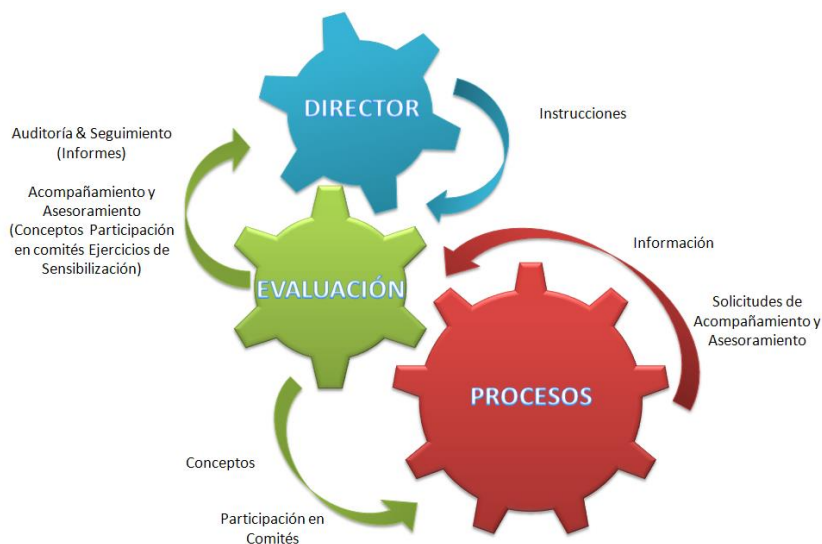 DIRECTOR
Instrucciones
Auditoría & Seguimiento
(Informes)
Acompañamiento y
Asesoramiento
(Conceptos Participación
en comités Ejercicios de
Sensibilización)
EVALUACIÓN
Información
Solicitudes de
Acompañamiento y
Asesoramiento
PROCESOS
Conceptos
Participación en
Comités